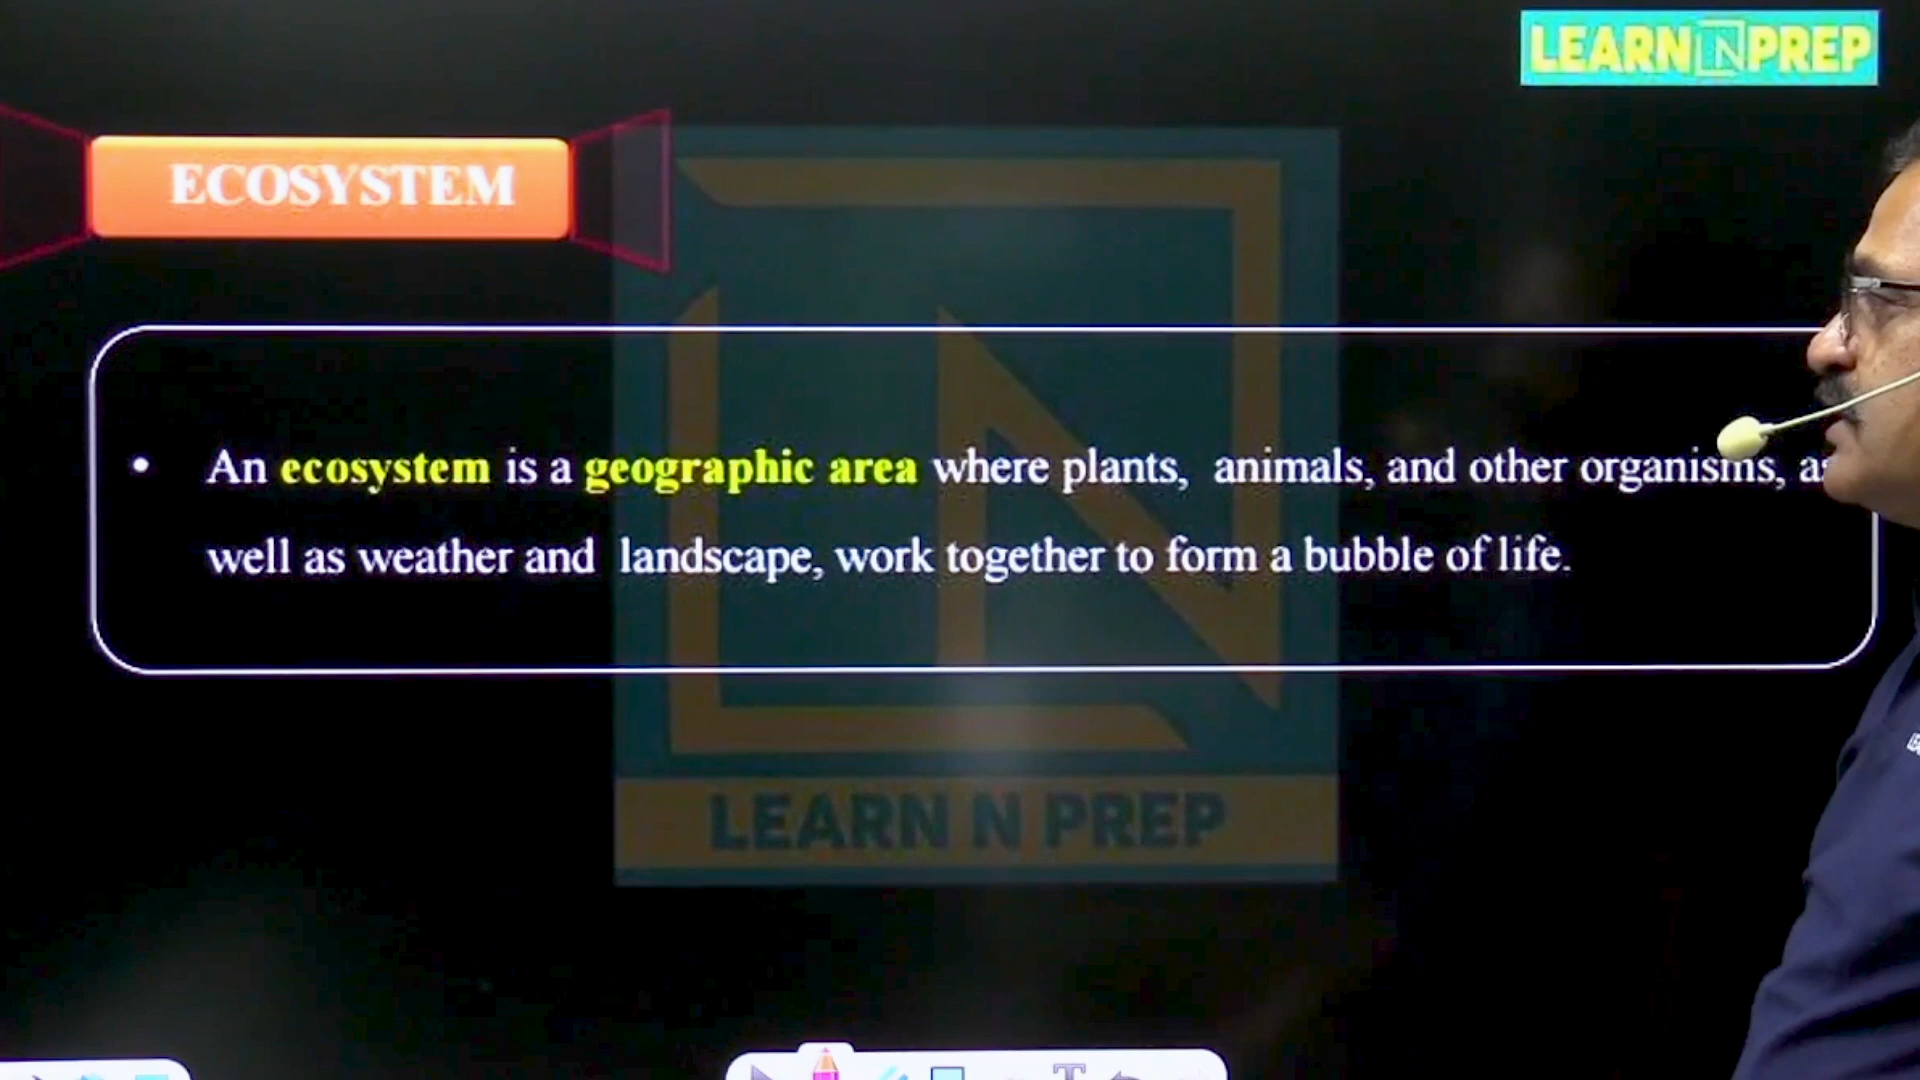 LEARN N PREP
ECOSYSTEM
• An ecosystem is a geographic area where plants, animals, and other organisms, as
well as weather and landscape, work together to form a bubble of life.
LEARN N PREP